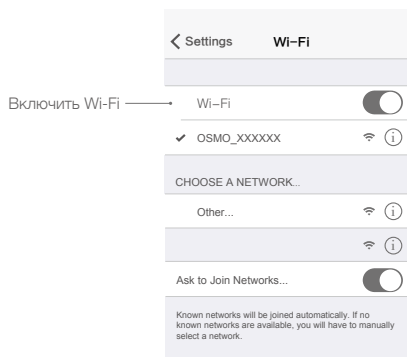 Settings Wi-Fi
Включить Wi-Fi
Wi-Fi
OSMO_XXXXXX
CHOOSE A NETWORK...
Other...
Ask to Join Networks...
Known networks will be joined automatically. If no
known networks are available, you will have to manually
select a network.